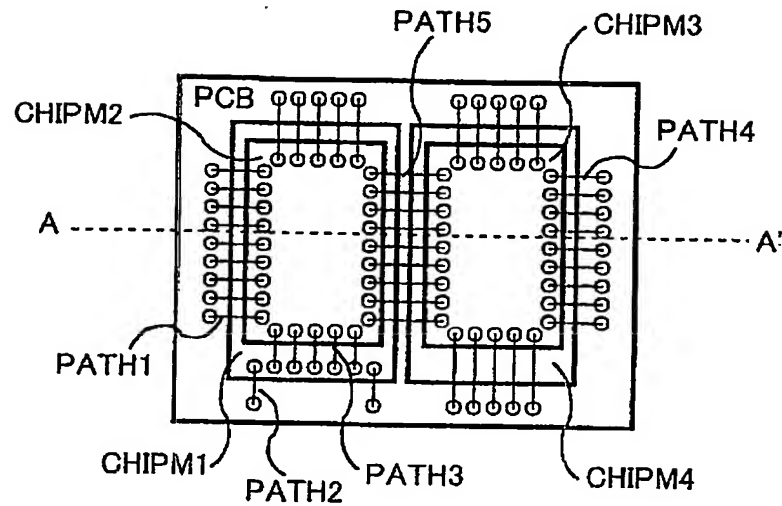 PATH5
CHIPM3
PCB
CHIPM2
PATH4
A
A'
PATH1
CHIPM1
PATH2
PATH3
CHIPM4